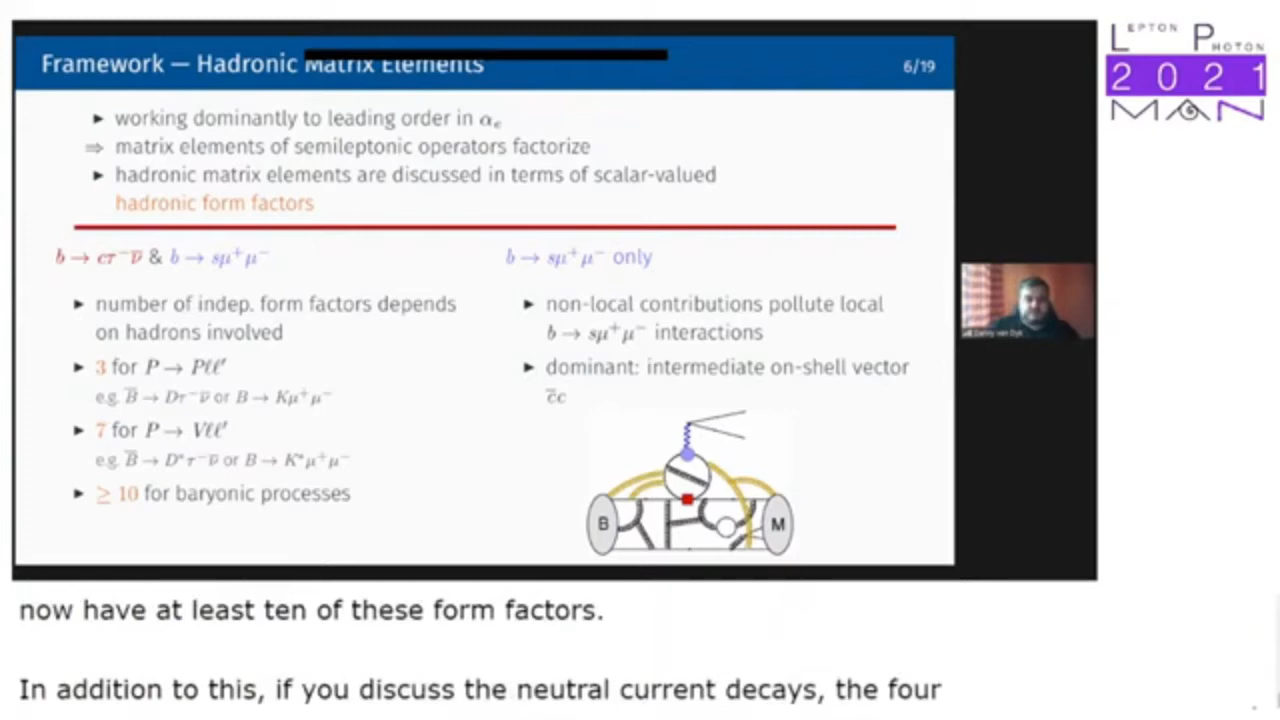 Framework — Hadronic Matrix Elements
6/19
LEPTON PHOTON
2021
MAN
▶ working dominantly to leading order in αₑ
⇒ matrix elements of semileptonic operators factorize
▶ hadronic matrix elements are discussed in terms of scalar-valued
hadronic form factors
b → cτ⁻ν̅ & b → sμ⁺μ⁻
▶ number of indep. form factors depends
on hadrons involved
▶ 3 for P → Pℓℓ′
e.g. B̅ → Dτ⁻ν̅ or B → Kμ⁺μ⁻
▶ 7 for P → Vℓℓ′
e.g. B̅ → D*τ⁻ν̅ or B → K*μ⁺μ⁻
▶ ≥ 10 for baryonic processes
b → sμ⁺μ⁻ only
▶ non-local contributions pollute local
b → sμ⁺μ⁻ interactions
▶ dominant: intermediate on-shell vector
c̅c
B
M
Danny van Dyk
now have at least ten of these form factors.
In addition to this, if you discuss the neutral current decays, the four